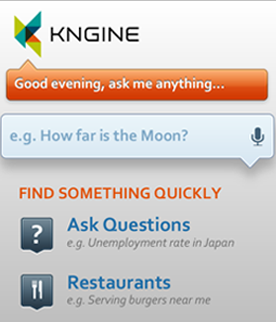 KNGINE
Good evening, ask me anything...
e.g. How far is the Moon?
FIND SOMETHING QUICKLY
?
Ask Questions
e.g. Unemployment rate in Japan
Restaurants
e.g. Serving burgers near me